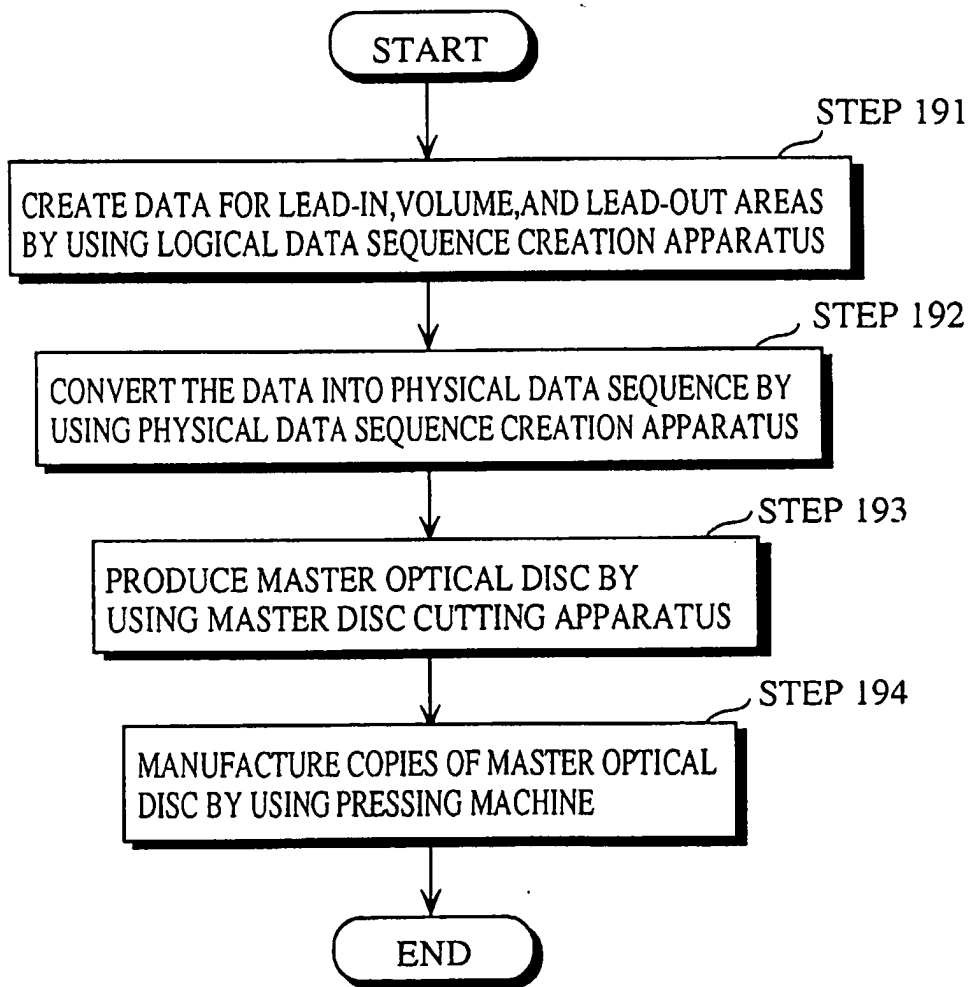 START
STEP 191
CREATE DATA FOR LEAD-IN,VOLUME,AND LEAD-OUT AREAS
BY USING LOGICAL DATA SEQUENCE CREATION APPARATUS
STEP 192
CONVERT THE DATA INTO PHYSICAL DATA SEQUENCE BY
USING PHYSICAL DATA SEQUENCE CREATION APPARATUS
STEP 193
PRODUCE MASTER OPTICAL DISC BY
USING MASTER DISC CUTTING APPARATUS
STEP 194
MANUFACTURE COPIES OF MASTER OPTICAL
DISC BY USING PRESSING MACHINE
END